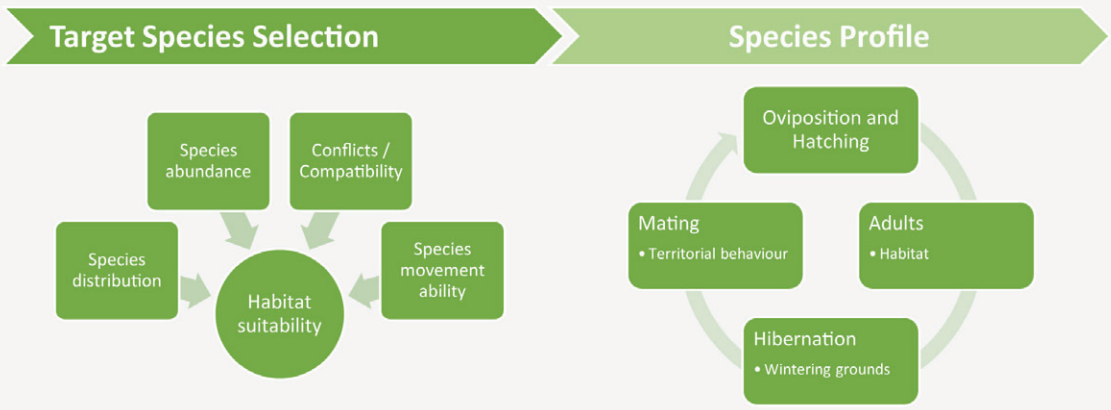 Target Species Selection
Species Profile
Species
abundance
Conflicts /
Compatibility
Species
distribution
Species
movement
ability
Habitat
suitability
Oviposition and
Hatching
Mating
• Territorial behaviour
Adults
• Habitat
Hibernation
• Wintering grounds